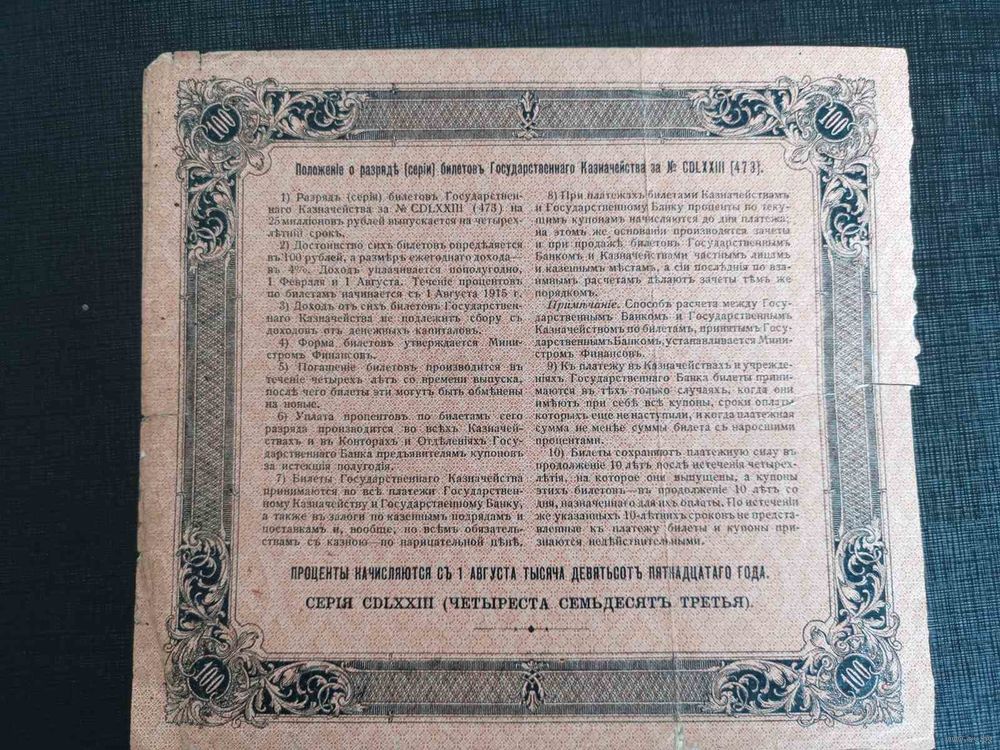 100
100
Положеніе о разрядѣ (серіи) билетовъ Государственнаго Казначейства за № CDLXXIII (473).
1) Разрядъ (серія) билетовъ Государствен-
наго Казначейства за № CDLXXIII (473) на
25 милліоновъ рублей выпускается на четырех-
лѣтній срокъ.
2) Достоинство сихъ билетовъ опредѣляется
въ 100 рублей, а размѣръ ежегоднаго дохода—
въ 4%. Доходъ уплачивается пополугодно,
1 Февраля и 1 Августа. Теченіе процентовъ
по билетамъ начинается съ 1 Августа 1915 г.
3) Доходъ отъ сихъ билетовъ Государствен-
наго Казначейства не подлежитъ сбору съ
доходовъ отъ денежныхъ капиталовъ.
4) Форма билетовъ утверждается Мини-
стромъ Финансовъ.
5) Погашеніе билетовъ производится въ
теченіе четырехъ лѣтъ со времени выпуска,
послѣ чего билеты эти могутъ быть обмѣнены
на новые.
6) Уплата процентовъ по билетамъ сего
разряда производится во всѣхъ Казначей-
ствахъ и въ Конторахъ и Отдѣленіяхъ Госу-
дарственнаго Банка предъявителямъ купоновъ
за истекшія полугодія.
7) Билеты Государственнаго Казначейства
принимаются во всѣ платежи Государствен-
ному Казначейству и Государственному Банку,
а также въ залоги по казеннымъ подрядамъ и
поставкамъ и, вообще, по всѣмъ обязатель-
ствамъ съ казною—по нарицательной цѣнѣ.
8) При платежахъ билетами Казначействамъ
и Государственному Банку проценты по теку-
щимъ купонамъ начисляются до дня платежа;
на этомъ же основаніи производятся зачеты
и при продажѣ билетовъ Государственнымъ
Банкомъ и Казначействами частнымъ лицамъ
и казеннымъ мѣстамъ, а сіи послѣднія по вза-
имнымъ расчетамъ дѣлаютъ зачеты тѣмъ же
порядкомъ.
Примѣчаніе. Способъ расчета между Госу-
дарственнымъ Банкомъ и Государственнымъ
Казначействомъ по билетамъ, принятымъ Госу-
дарственнымъ Банкомъ, устанавливается Мини-
стромъ Финансовъ.
9) Къ платежу въ Казначействахъ и учрежде-
ніяхъ Государственнаго Банка билеты прини-
маются въ тѣхъ только случаяхъ, когда они
имѣютъ при себѣ всѣ купоны, сроки оплаты
которыхъ еще не наступили, и когда платежная
сумма не менѣе суммы билета съ наросшими
процентами.
10) Билеты сохраняютъ платежную силу въ
продолженіе 10 лѣтъ послѣ истеченія четырех-
лѣтія, на которое они выпущены, а купоны
этихъ билетовъ—въ продолженіе 10 лѣтъ со
дня, назначеннаго для ихъ оплаты. По истеченіи
же указанныхъ 10-лѣтнихъ сроковъ не предста-
вленные къ платежу билеты и купоны при-
знаются недѣйствительными.
ПРОЦЕНТЫ НАЧИСЛЯЮТСЯ СЪ 1 АВГУСТА ТЫСЯЧА ДЕВЯТЬСОТЪ ПЯТНАДЦАТАГО ГОДА.
СЕРІЯ CDLXXIII (ЧЕТЫРЕСТА СЕМЬДЕСЯТЪ ТРЕТЬЯ).
100
100